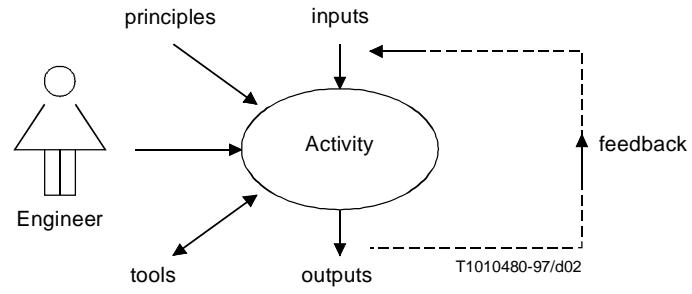 principles
inputs
Activity
feedback
Engineer
tools
outputs
T1010480-97/d02